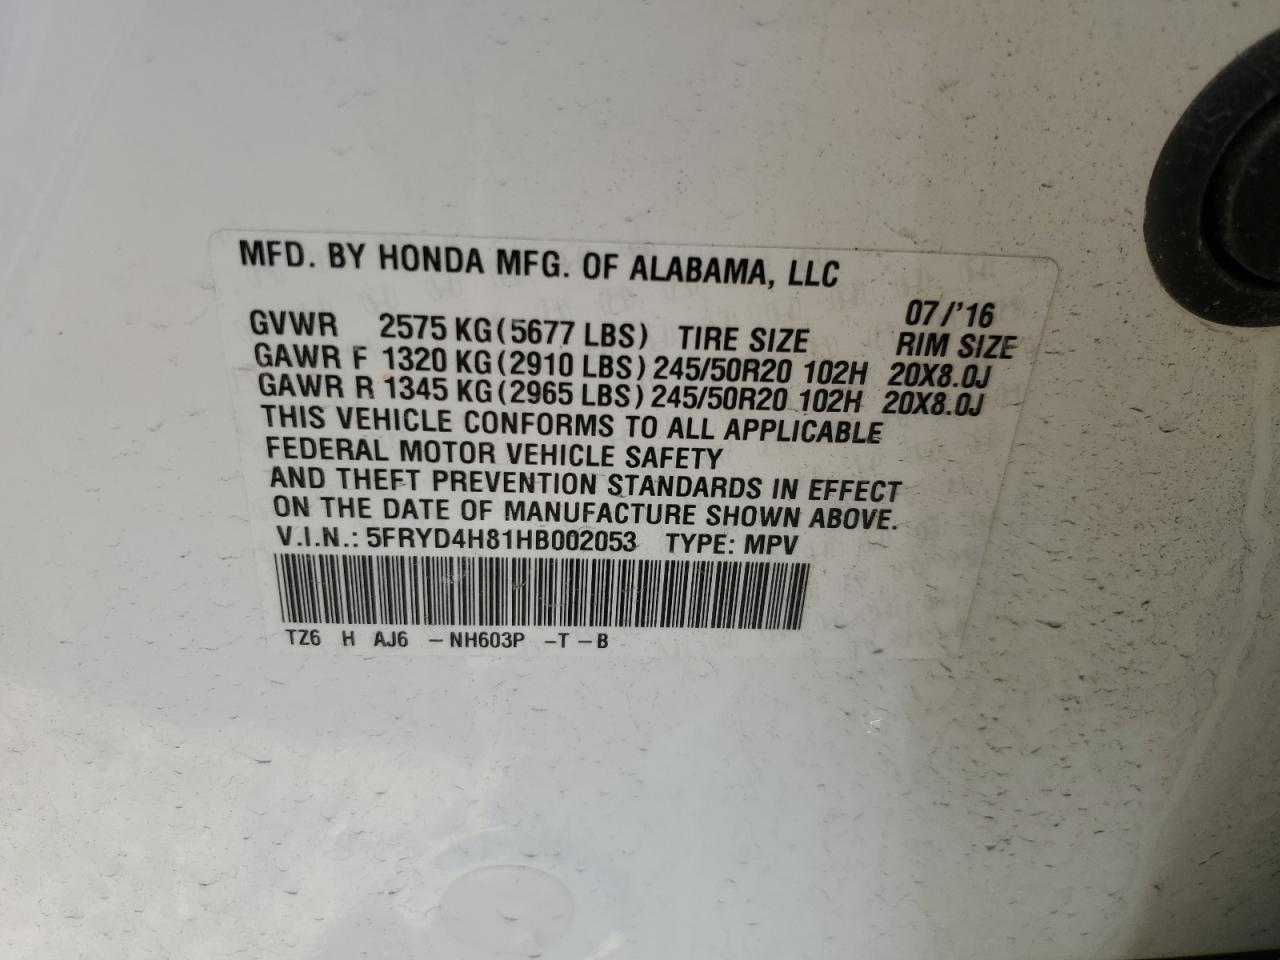 MFD. BY HONDA MFG. OF ALABAMA, LLC
07/'16
GVWR 2575 KG(5677 LBS) TIRE SIZE RIM SIZE
GAWR F 1320 KG(2910 LBS) 245/50R20 102H 20X8.0J
GAWR R 1345 KG(2965 LBS) 245/50R20 102H 20X8.0J
THIS VEHICLE CONFORMS TO ALL APPLICABLE
FEDERAL MOTOR VEHICLE SAFETY
AND THEFT PREVENTION STANDARDS IN EFFECT
ON THE DATE OF MANUFACTURE SHOWN ABOVE.
V.I.N.: 5FRYD4H81HB002053 TYPE: MPV
TZ6 H AJ6 -NH603P -T-B